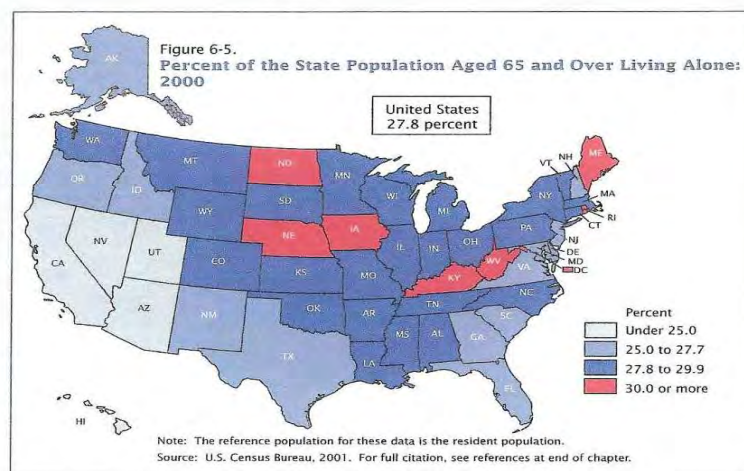 Figure 6-5.
Percent of the State Population Aged 65 and Over Living Alone:
2000
United States
27.8 percent
AK
WA
MT
ND
MN
ME
VT
NH
OR
ID
WY
SD
WI
MI
NY
MA
RI
CT
NE
IA
PA
NJ
DE
MD
DC
NV
UT
CO
IL
IN
OH
WV
VA
CA
KS
MO
KY
AZ
NM
OK
AR
TN
NC
SC
TX
LA
MS
AL
GA
FL
HI
Percent
Under 25.0
25.0 to 27.7
27.8 to 29.9
30.0 or more
Note: The reference population for these data is the resident population.
Source: U.S. Census Bureau, 2001. For full citation, see references at end of chapter.